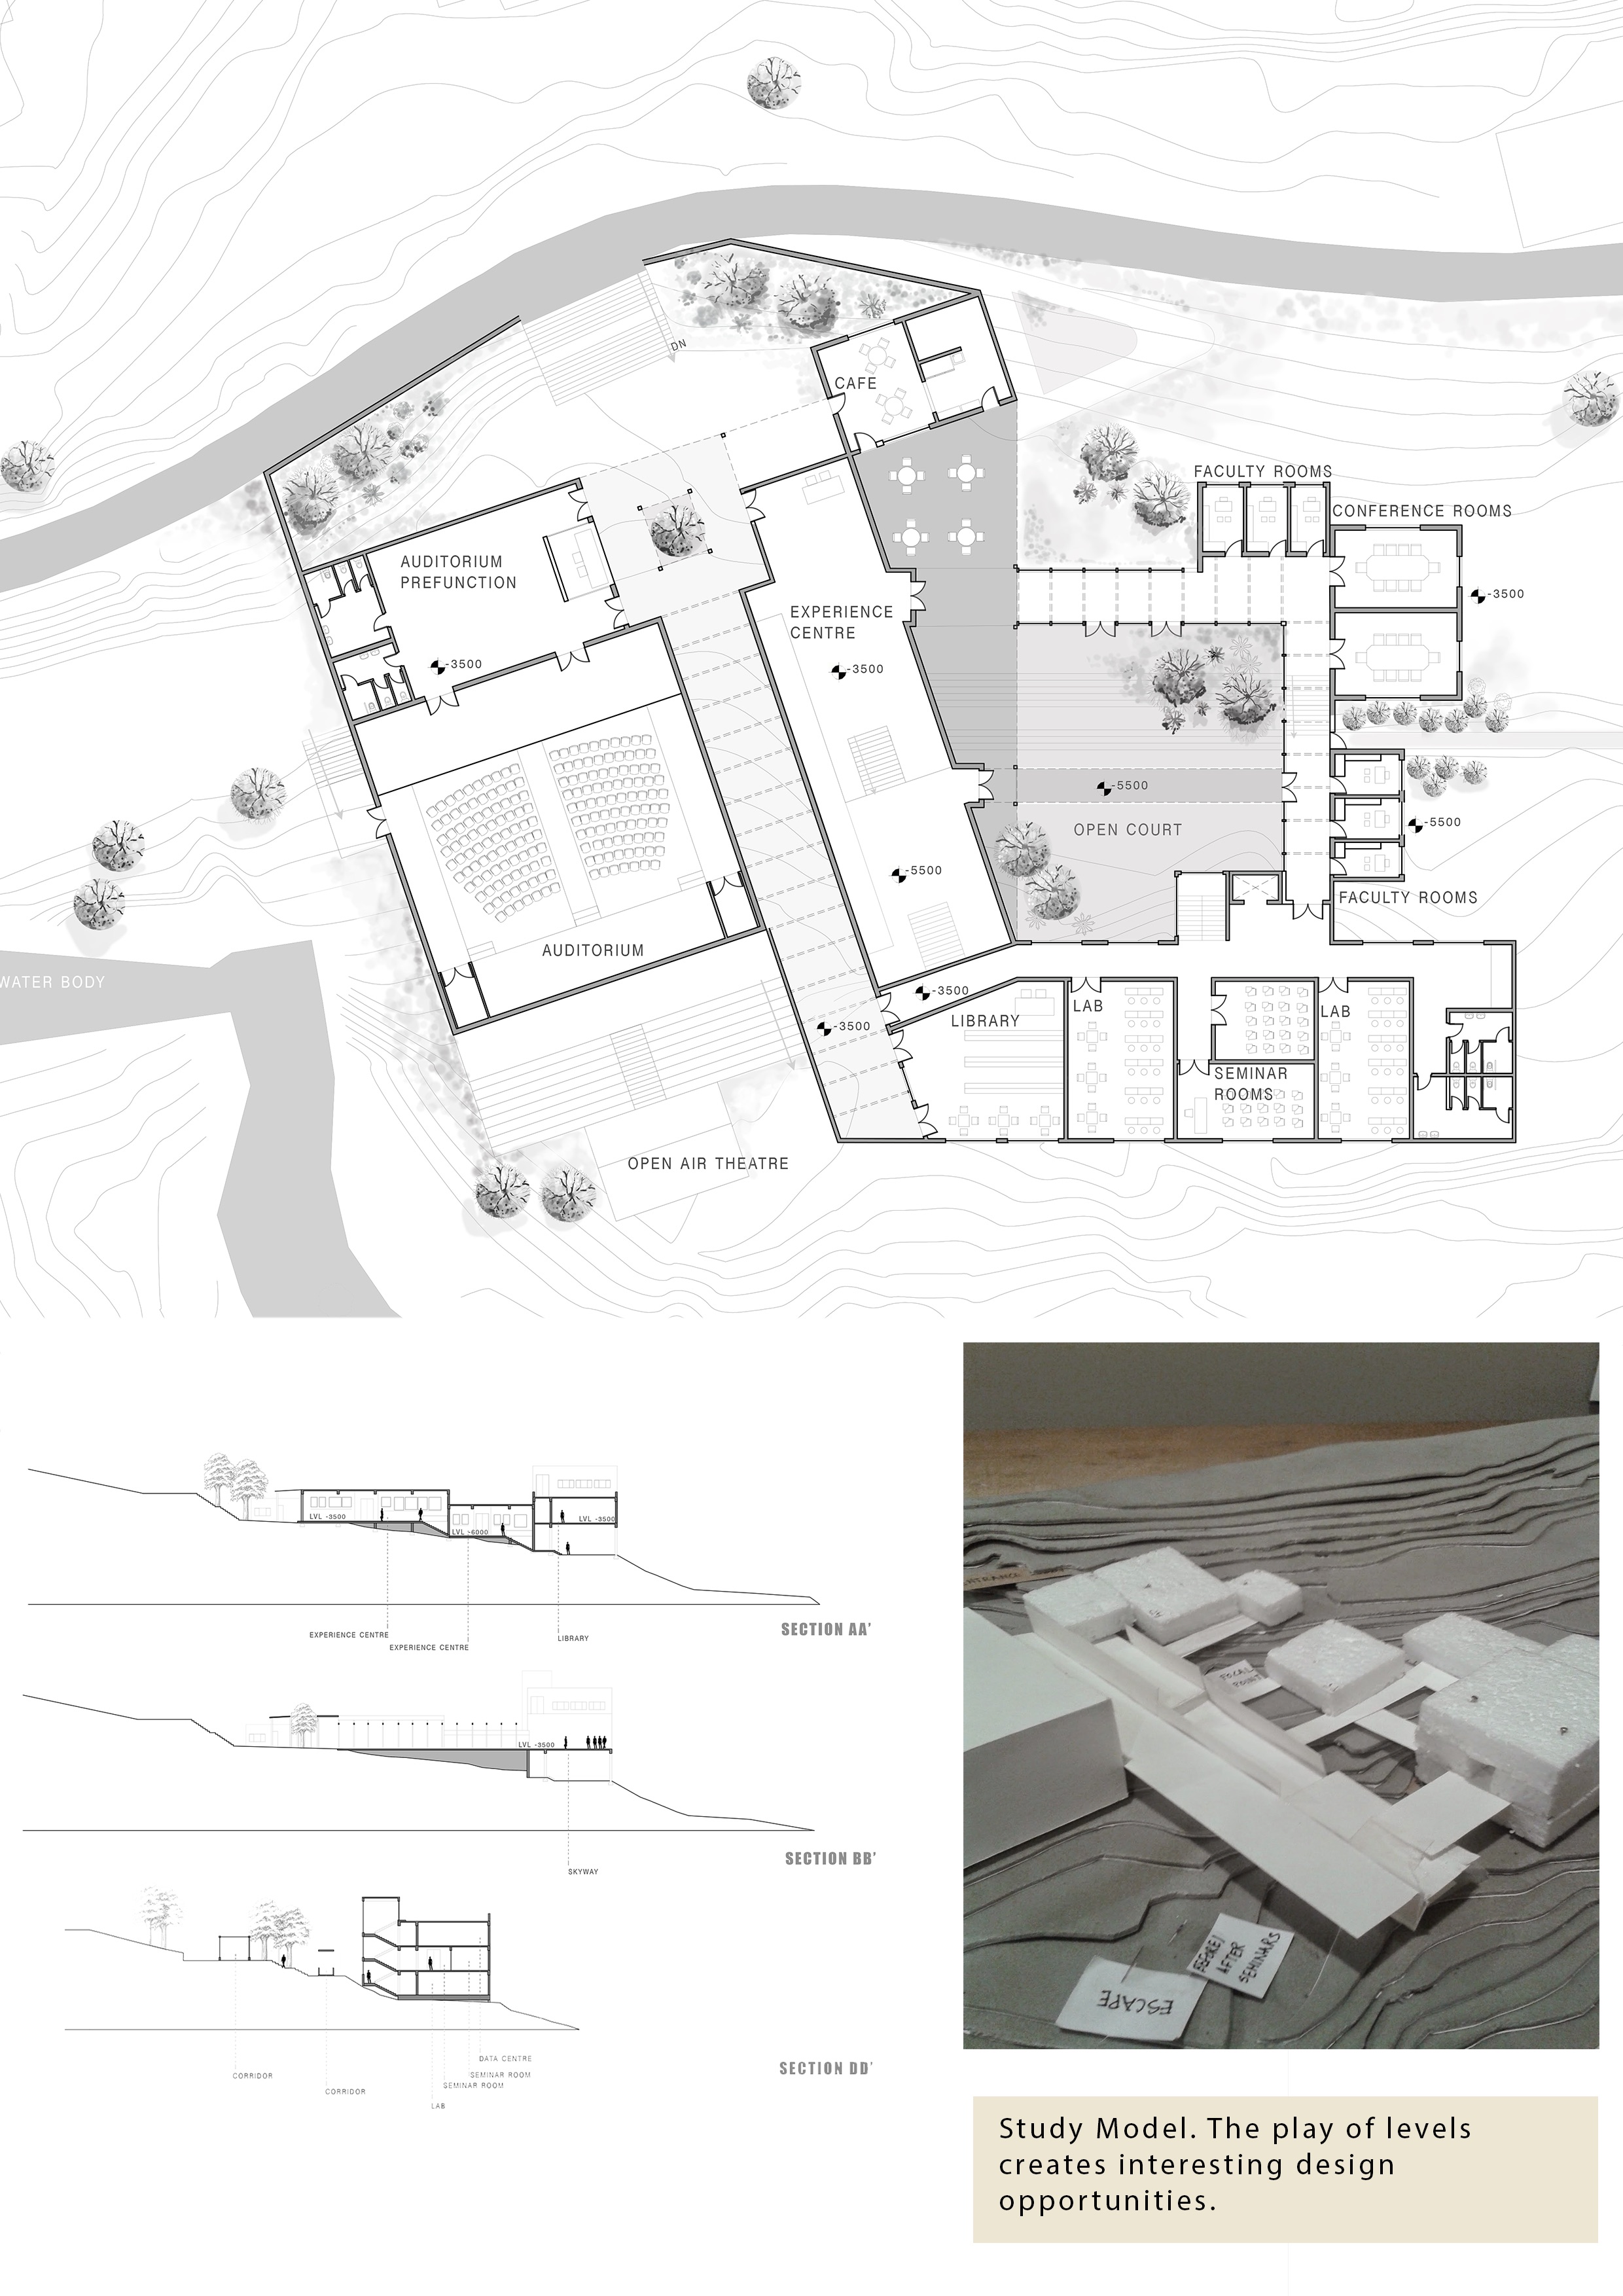 DN
CAFE
FACULTY ROOMS
CONFERENCE ROOMS
AUDITORIUM
PREFUNCTION
-3500
EXPERIENCE
CENTRE
-3500
-3500
-5500
OPEN COURT
-5500
-5500
FACULTY ROOMS
AUDITORIUM
WATER BODY
-3500
-3500
LIBRARY
LAB
LAB
SEMINAR
ROOMS
OPEN AIR THEATRE
LVL -3500
LVL -6000
LVL -3500
EXPERIENCE CENTRE
EXPERIENCE CENTRE
LIBRARY
SECTION AA'
LVL -3500
SKYWAY
SECTION BB'
DATA CENTRE
SEMINAR ROOM
SEMINAR ROOM
CORRIDOR
CORRIDOR
LAB
SECTION DD'
FOCAL
POINT
BEFORE/
AFTER
SEMINARS
ESCAPE
Study Model. The play of levels
creates interesting design
opportunities.